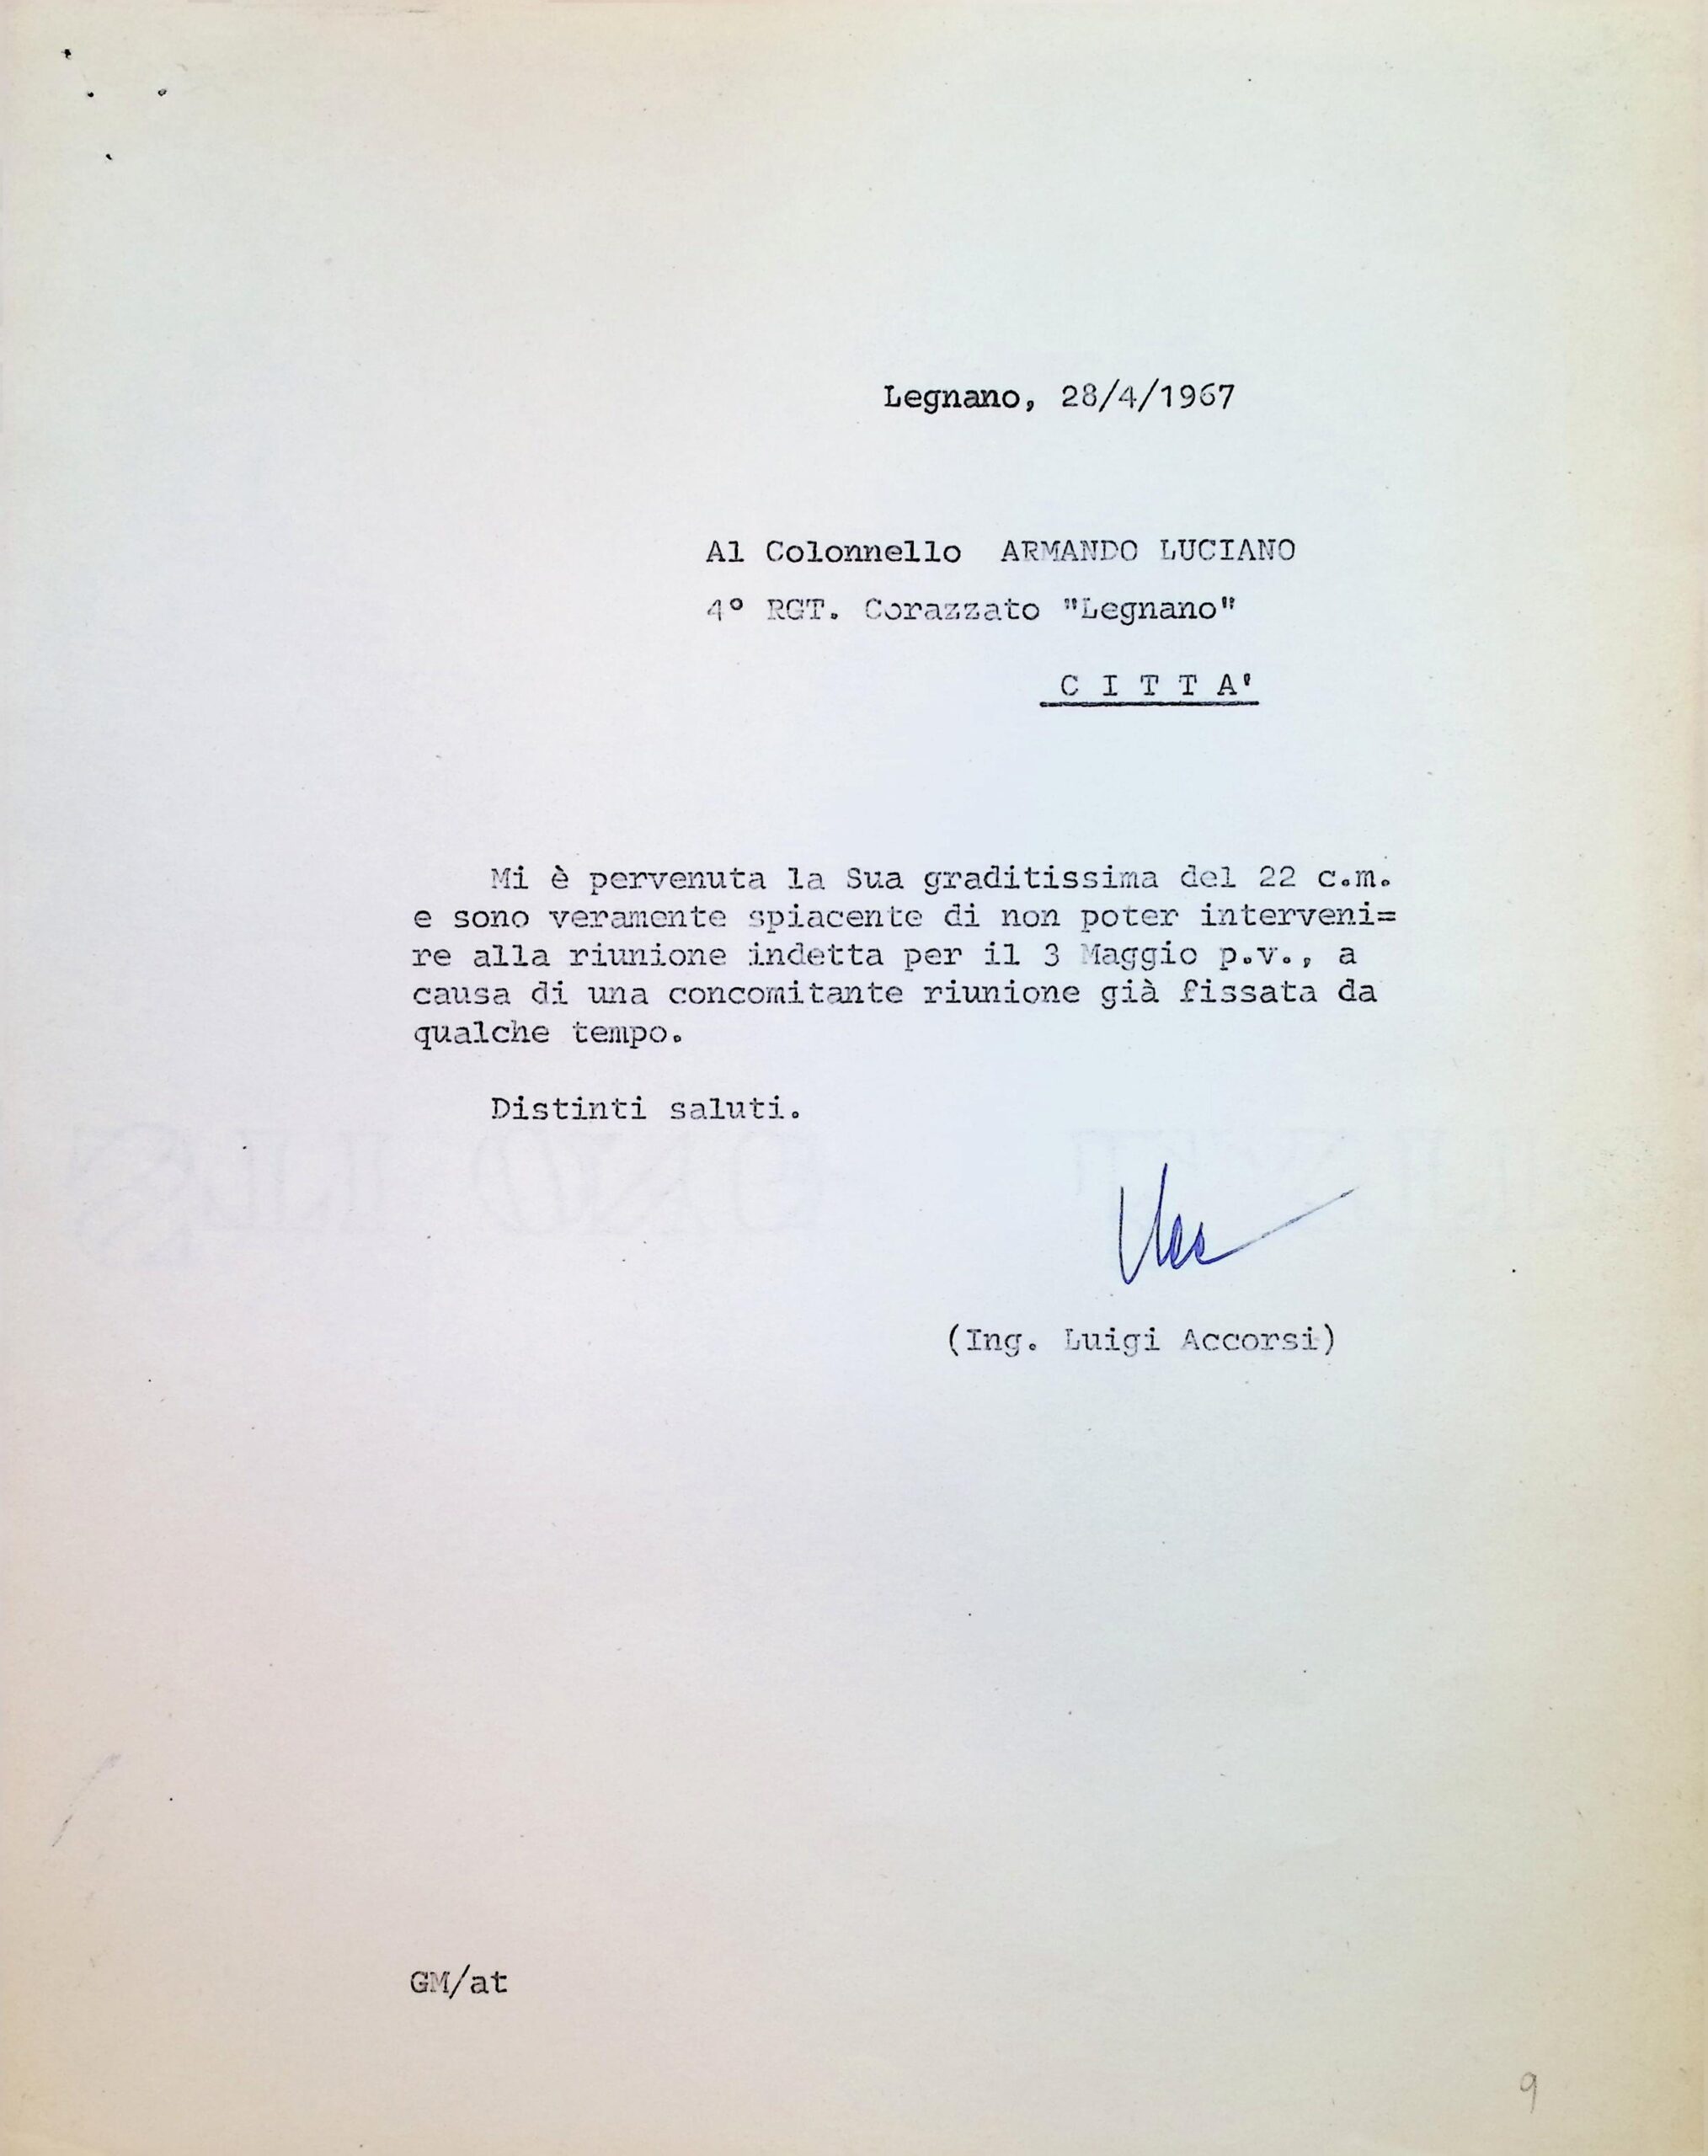 Legnano, 28/4/1967
Al Colonnello ARMANDO LUCIANO
4° RGT. Corazzato "Legnano"
C I T T A'
Mi è pervenuta la Sua graditissima del 22 c.m.
e sono veramente spiacente di non poter interveni=
re alla riunione indetta per il 3 Maggio p.v., a
causa di una concomitante riunione già fissata da
qualche tempo.
Distinti saluti.
(Ing. Luigi Accorsi)
GM/at
9